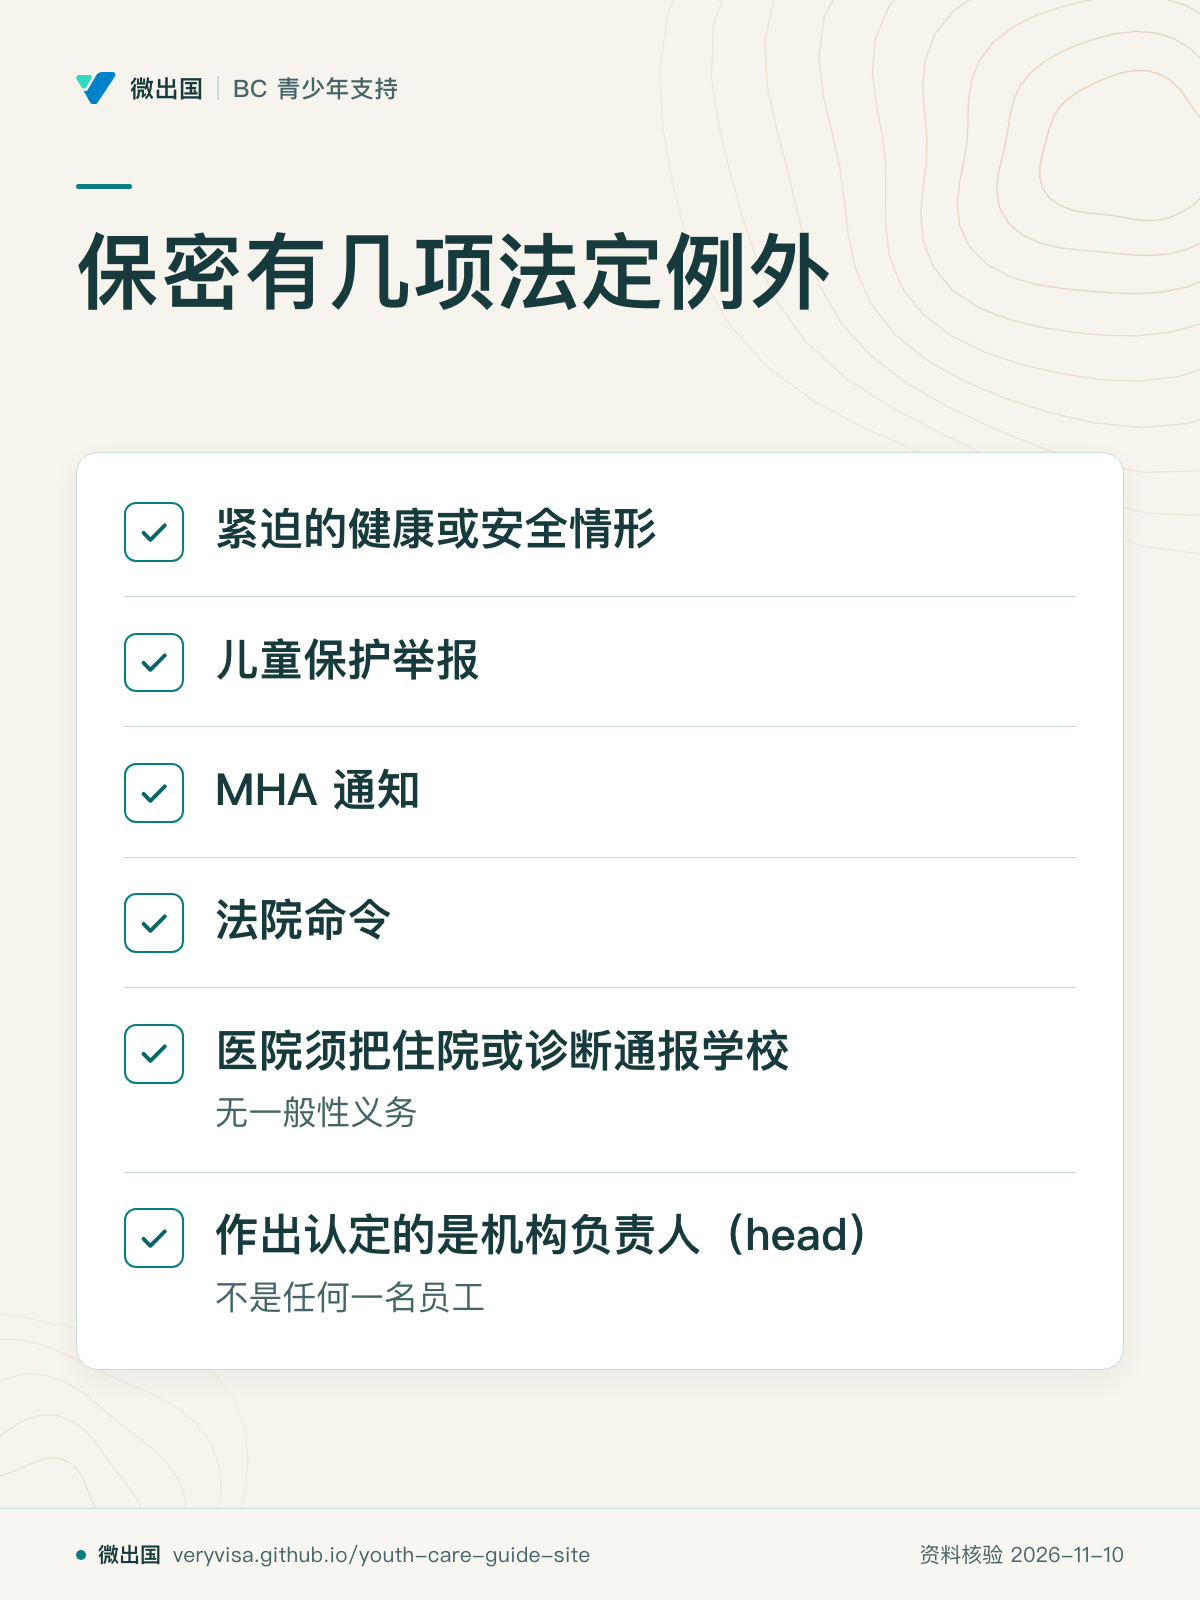 微出国 | BC 青少年支持
保密有几项法定例外
紧迫的健康或安全情形
儿童保护举报
MHA 通知
法院命令
医院须把住院或诊断通报学校
无一般性义务
作出认定的是机构负责人（head）
不是任何一名员工
微出国 veryvisa.github.io/youth-care-guide-site
资料核验 2026-11-10